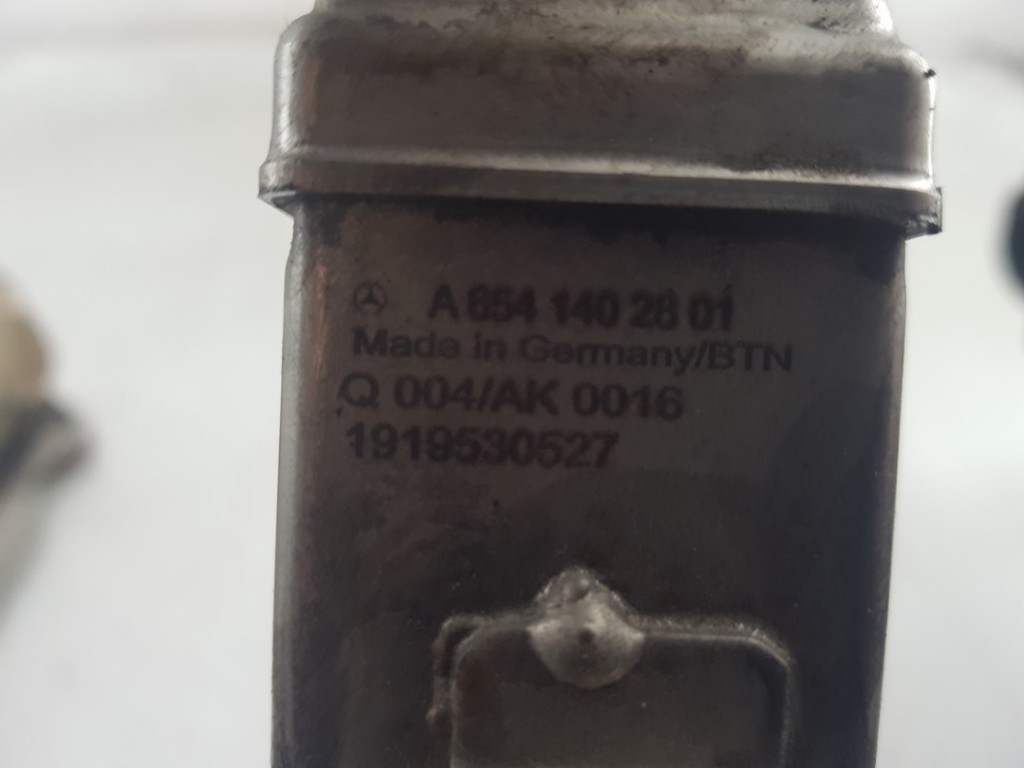 A 654 140 28 01
Made in Germany/BTN
Q 004/AK 0016
1919530527